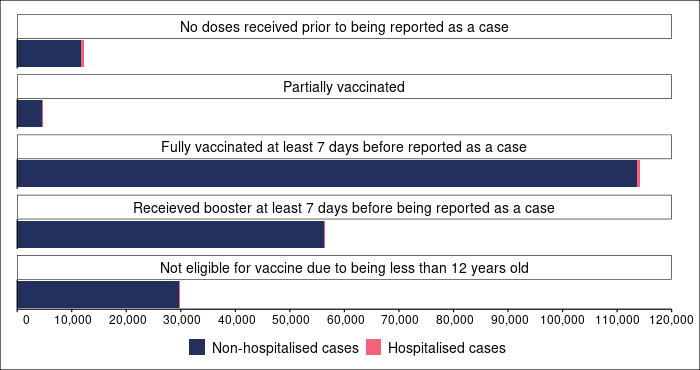 No doses received prior to being reported as a case
Partially vaccinated
Fully vaccinated at least 7 days before reported as a case
Receieved booster at least 7 days before being reported as a case
Not eligible for vaccine due to being less than 12 years old
0 10,000 20,000 30,000 40,000 50,000 60,000 70,000 80,000 90,000 100,000 110,000 120,000
Non-hospitalised cases Hospitalised cases